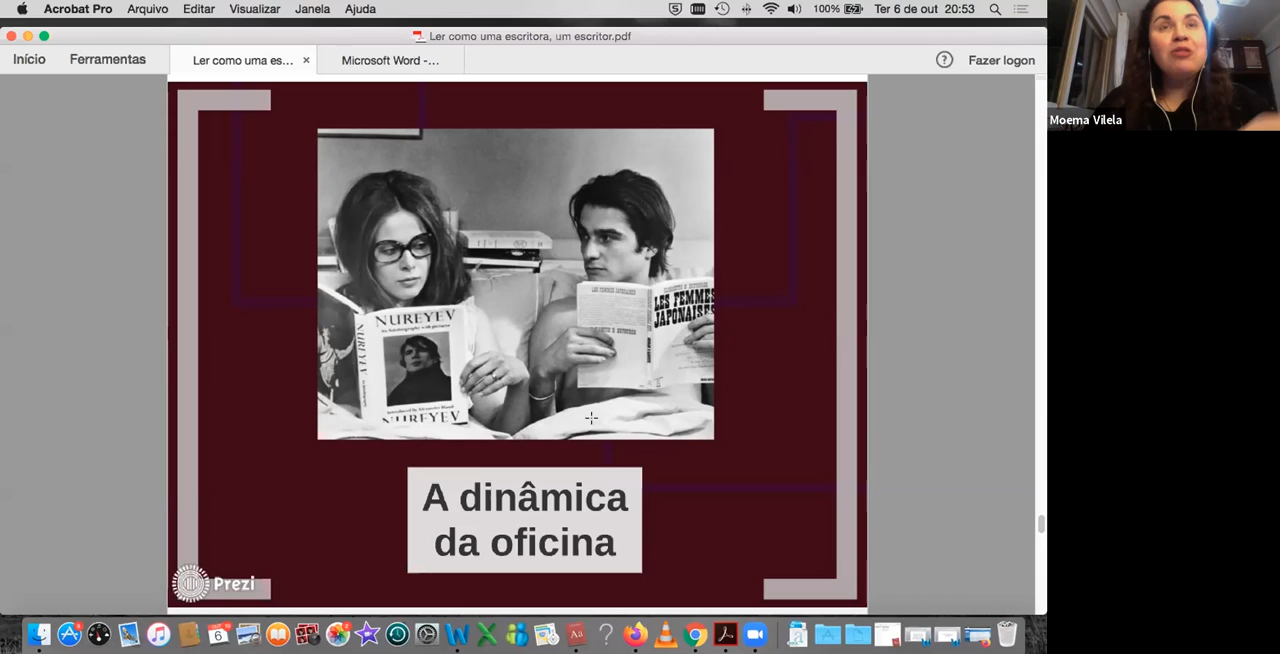 Acrobat Pro Arquivo Editar Visualizar Janela Ajuda 100% Ter 6 de out 20:53
Ler como uma escritora, um escritor.pdf
Início Ferramentas Ler como uma es... × Microsoft Word -... ? Fazer logon
Moema Vilela
NUREYEV
NUREYEV
NUREYEV
LES FEMMES
JAPONAISES
A dinâmica
da oficina
Prezi